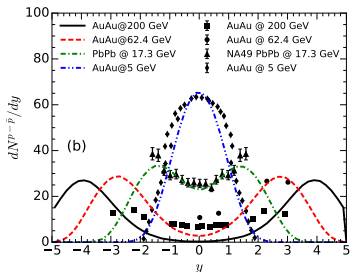 100
80
60
40
20
0
dN^{p−p̄}/dy
AuAu@200 GeV
AuAu@62.4 GeV
PbPb @ 17.3 GeV
AuAu@5 GeV
AuAu @ 200 GeV
AuAu @ 62.4 GeV
NA49 PbPb @ 17.3 GeV
AuAu @ 5 GeV
(b)
−5 −4 −3 −2 −1 0 1 2 3 4 5
y